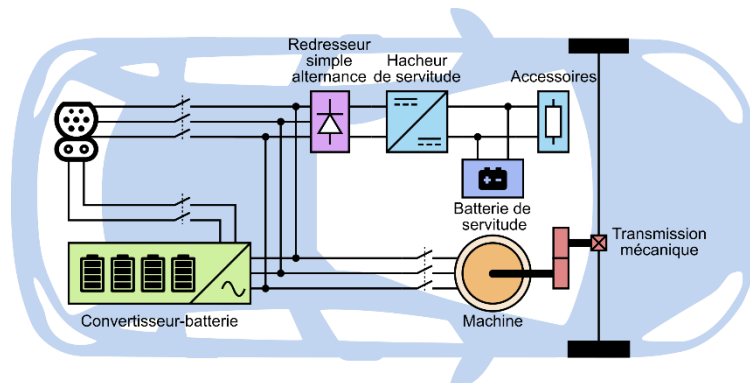 Redresseur
simple
alternance
Hacheur
de servitude
Accessoires
Batterie de
servitude
Transmission
mécanique
Convertisseur-batterie
Machine